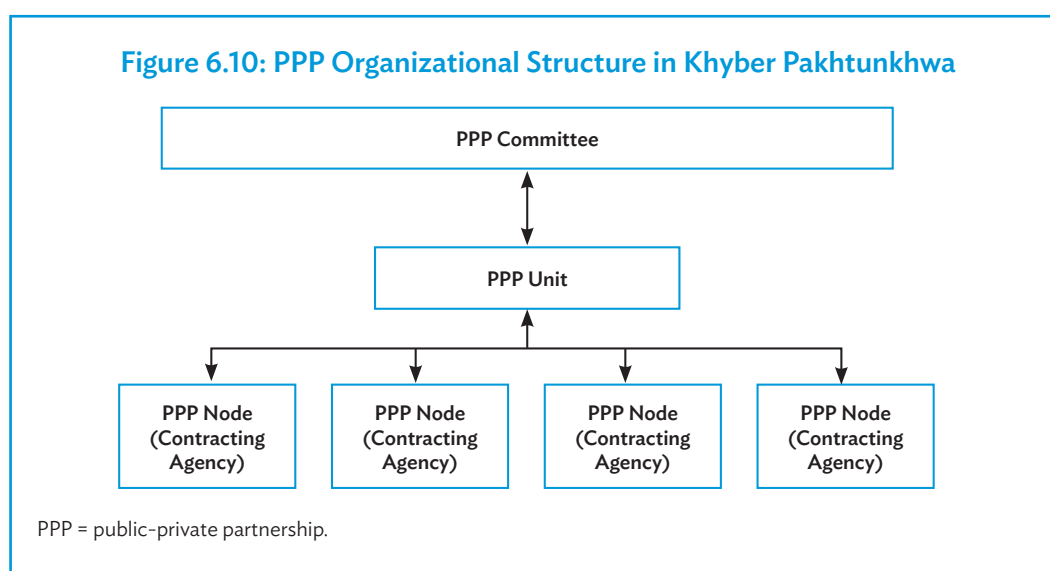 Figure 6.10: PPP Organizational Structure in Khyber Pakhtunkhwa
PPP Committee
PPP Unit
PPP Node
(Contracting
Agency)
PPP Node
(Contracting
Agency)
PPP Node
(Contracting
Agency)
PPP Node
(Contracting
Agency)
PPP = public-private partnership.